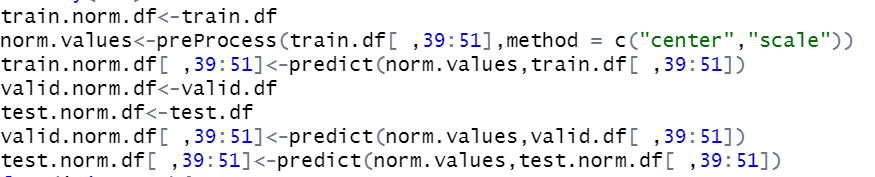 train.norm.df<-train.df
norm.values<-preProcess(train.df[ ,39:51],method = c("center","scale"))
train.norm.df[ ,39:51]<-predict(norm.values,train.df[ ,39:51])
valid.norm.df<-valid.df
test.norm.df<-test.df
valid.norm.df[ ,39:51]<-predict(norm.values,valid.df[ ,39:51])
test.norm.df[ ,39:51]<-predict(norm.values,test.norm.df[ ,39:51])